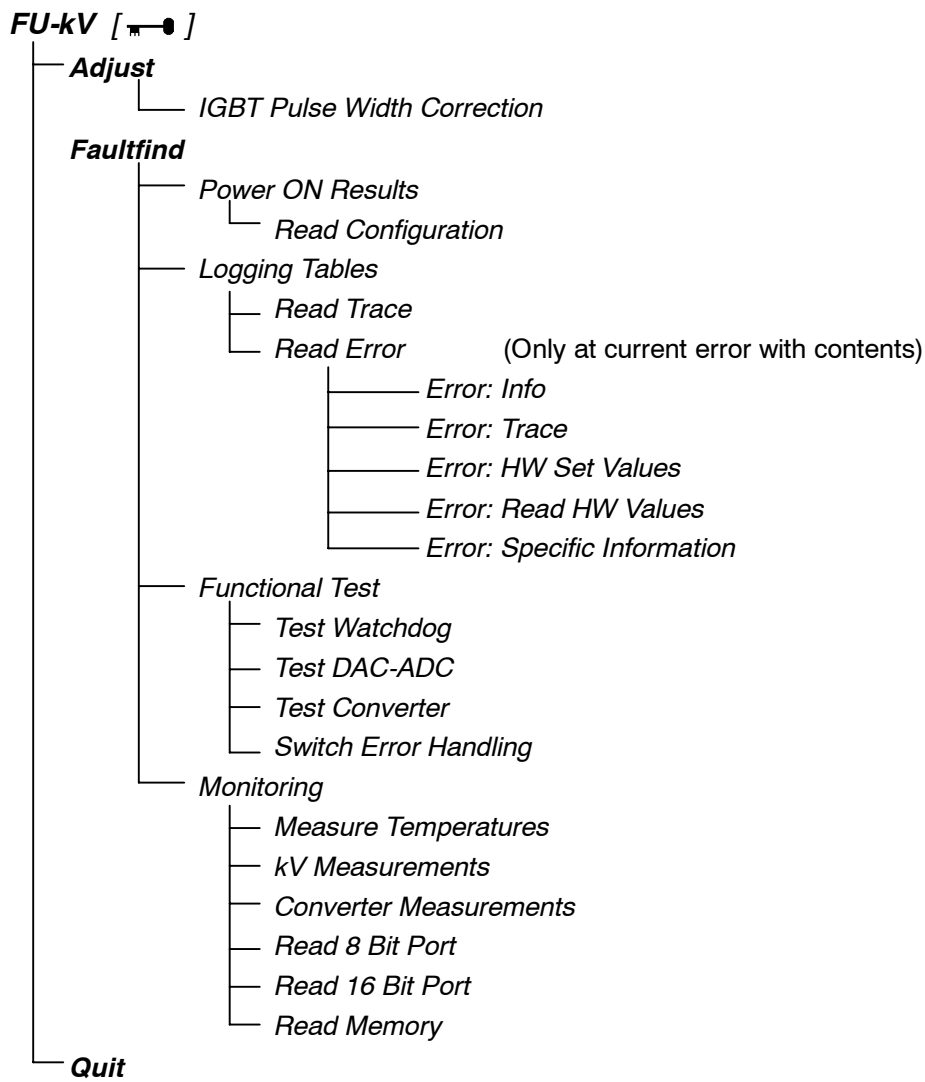 FU-kV [ ]
Adjust
IGBT Pulse Width Correction
Faultfind
Power ON Results
Read Configuration
Logging Tables
Read Trace
Read Error (Only at current error with contents)
Error: Info
Error: Trace
Error: HW Set Values
Error: Read HW Values
Error: Specific Information
Functional Test
Test Watchdog
Test DAC-ADC
Test Converter
Switch Error Handling
Monitoring
Measure Temperatures
kV Measurements
Converter Measurements
Read 8 Bit Port
Read 16 Bit Port
Read Memory
Quit